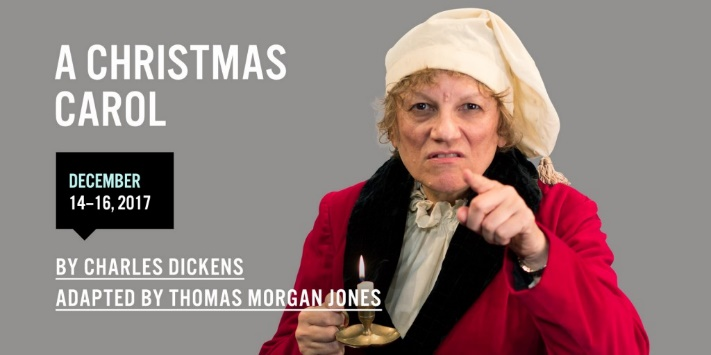 A CHRISTMAS
CAROL
DECEMBER
14–16, 2017
BY CHARLES DICKENS
ADAPTED BY THOMAS MORGAN JONES